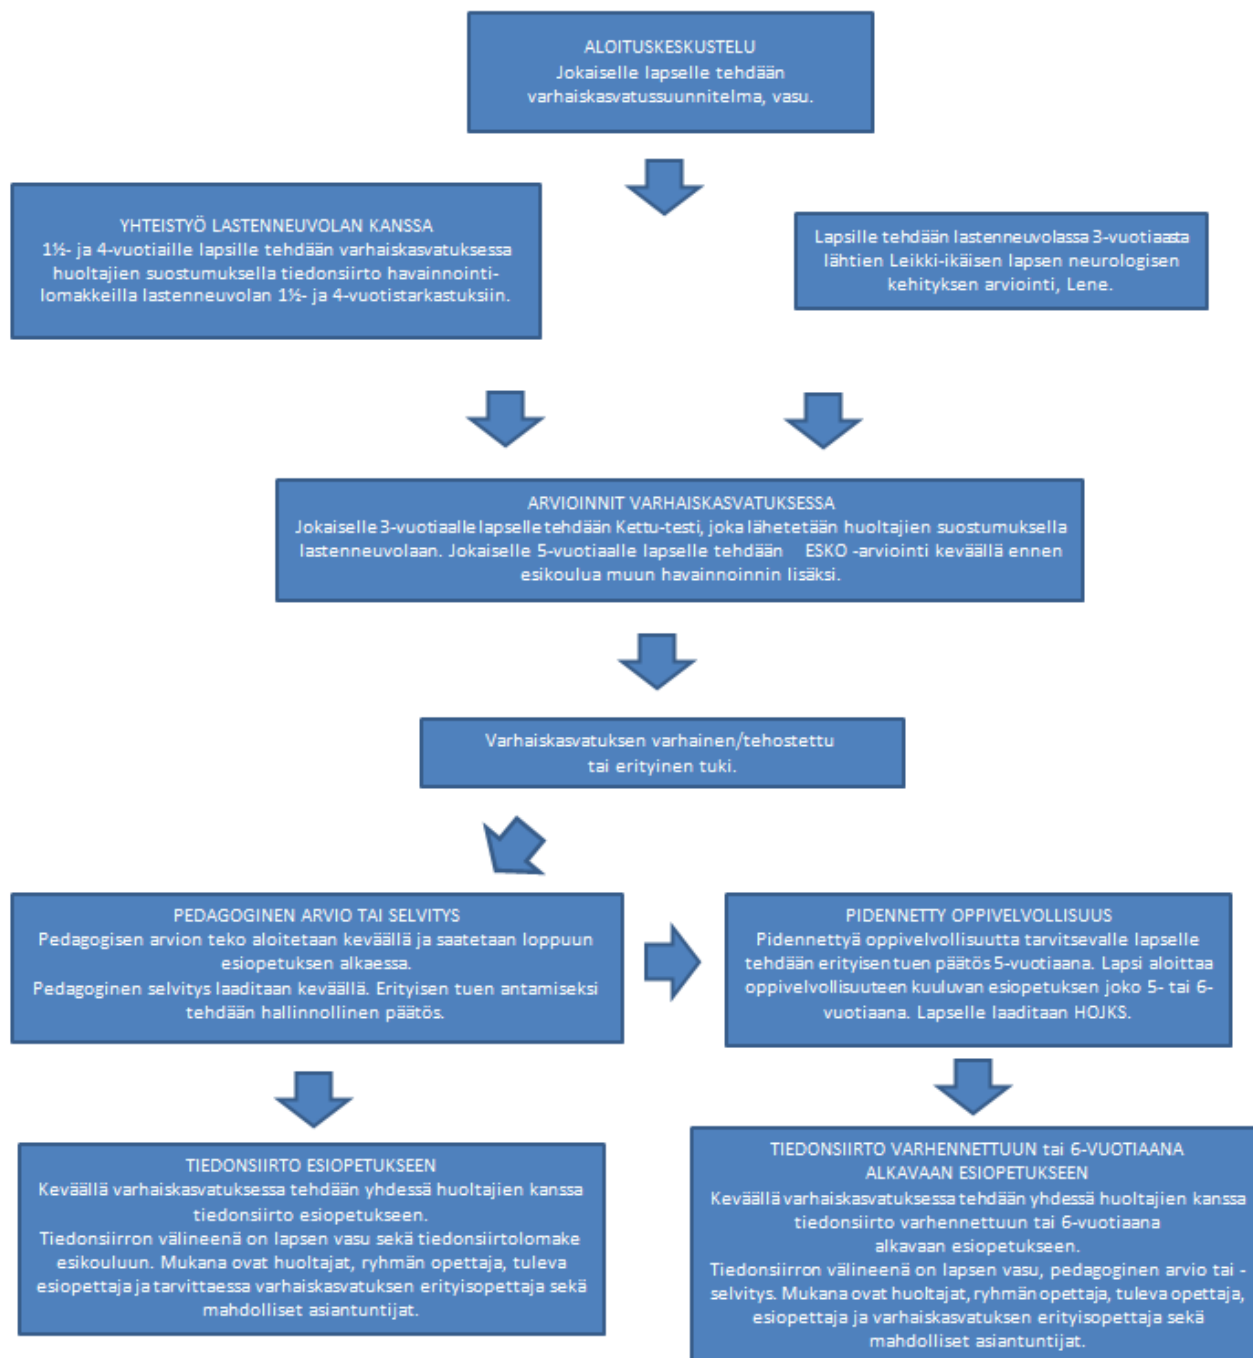 ALOITUSKESKUSTELU
Jokaiselle lapselle tehdään
varhaiskasvatussuunnitelma, vasu.
YHTEISTYÖ LASTENNEUVOLAN KANSSA
1½- ja 4-vuotiaille lapsille tehdään varhaiskasvatuksessa
huoltajien suostumuksella tiedonsiirto havainnointi-
lomakkeilla lastenneuvolan 1½- ja 4-vuotistarkastuksiin.
Lapsille tehdään lastenneuvolassa 3-vuotiaasta
lähtien Leikki-ikäisen lapsen neurologisen
kehityksen arviointi, Lene.
ARVIOINNIT VARHAISKASVATUKSESSA
Jokaiselle 3-vuotiaalle lapselle tehdään Kettu-testi, joka lähetetään huoltajien suostumuksella
lastenneuvolaan. Jokaiselle 5-vuotiaalle lapselle tehdään ESKO -arviointi keväällä ennen
esikoulua muun havainnoinnin lisäksi.
Varhaiskasvatuksen varhainen/tehostettu
tai erityinen tuki.
PEDAGOGINEN ARVIO TAI SELVITYS
Pedagogisen arvion teko aloitetaan keväällä ja saatetaan loppuun
esiopetuksen alkaessa.
Pedagoginen selvitys laaditaan keväällä. Erityisen tuen antamiseksi
tehdään hallinnollinen päätös.
PIDENNETTY OPPIVELVOLLISUUS
Pidennettyä oppivelvollisuutta tarvitsevalle lapselle
tehdään erityisen tuen päätös 5-vuotiaana. Lapsi aloittaa
oppivelvollisuuteen kuuluvan esiopetuksen joko 5- tai 6-
vuotiaana. Lapselle laaditaan HOJKS.
TIEDONSIIRTO ESIOPETUKSEEN
Keväällä varhaiskasvatuksessa tehdään yhdessä huoltajien kanssa
tiedonsiirto esiopetukseen.
Tiedonsiirron välineenä on lapsen vasu sekä tiedonsiirtolomake
esikouluun. Mukana ovat huoltajat, ryhmän opettaja, tuleva
esiopettaja ja tarvittaessa varhaiskasvatuksen erityisopettaja sekä
mahdolliset asiantuntijat.
TIEDONSIIRTO VARHENNETTUUN tai 6-VUOTIAANA
ALKAVAAN ESIOPETUKSEEN
Keväällä varhaiskasvatuksessa tehdään yhdessä huoltajien kanssa
tiedonsiirto varhennettuun tai 6-vuotiaana
alkavaan esiopetukseen.
Tiedonsiirron välineenä on lapsen vasu, pedagoginen arvio tai -
selvitys. Mukana ovat huoltajat, ryhmän opettaja, tuleva opettaja,
esiopettaja ja varhaiskasvatuksen erityisopettaja sekä
mahdolliset asiantuntijat.